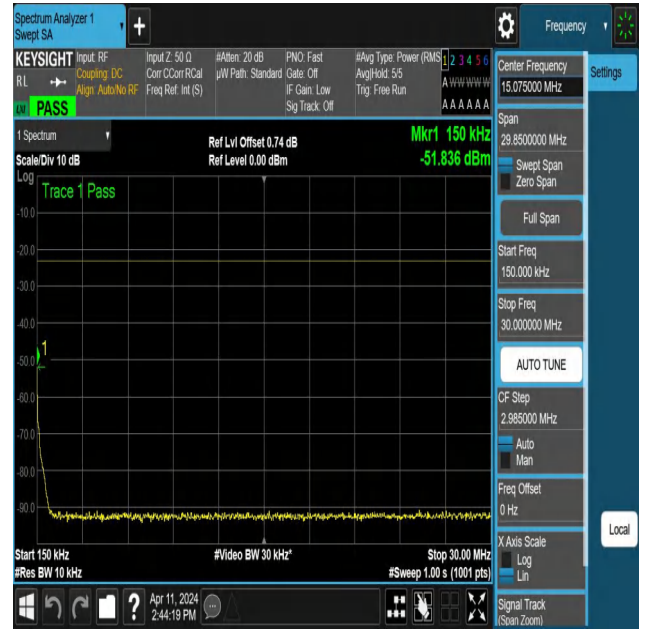 Spectrum Analyzer 1
Swept SA
Frequency
KEYSIGHT
RL
LXI
PASS
Input: RF
Coupling: DC
Align: Auto/No RF
Input Z: 50 Ω
Corr CCorr RCal
Freq Ref: Int (S)
#Atten: 20 dB
µW Path: Standard
PNO: Fast
Gate: Off
IF Gain: Low
Sig Track: Off
#Avg Type: Power (RMS
Avg|Hold: 5/5
Trig: Free Run
1 2 3 4 5 6
A W W W W W
A A A A A A
1 Spectrum
Scale/Div 10 dB
Ref Lvl Offset 0.74 dB
Ref Level 0.00 dBm
Mkr1 150 kHz
-51.836 dBm
Log
Trace 1 Pass
-10.0
-20.0
-30.0
-40.0
1
-50.0
-60.0
-70.0
-80.0
-90.0
Start 150 kHz
#Res BW 10 kHz
#Video BW 30 kHz*
Stop 30.00 MHz
#Sweep 1.00 s (1001 pts)
Apr 11, 2024
2:44:19 PM
Center Frequency
15.075000 MHz
Settings
Span
29.8500000 MHz
Swept Span
Zero Span
Full Span
Start Freq
150.000 kHz
Stop Freq
30.000000 MHz
AUTO TUNE
CF Step
2.985000 MHz
Auto
Man
Freq Offset
0 Hz
Local
X Axis Scale
Log
Lin
Signal Track
(Span Zoom)